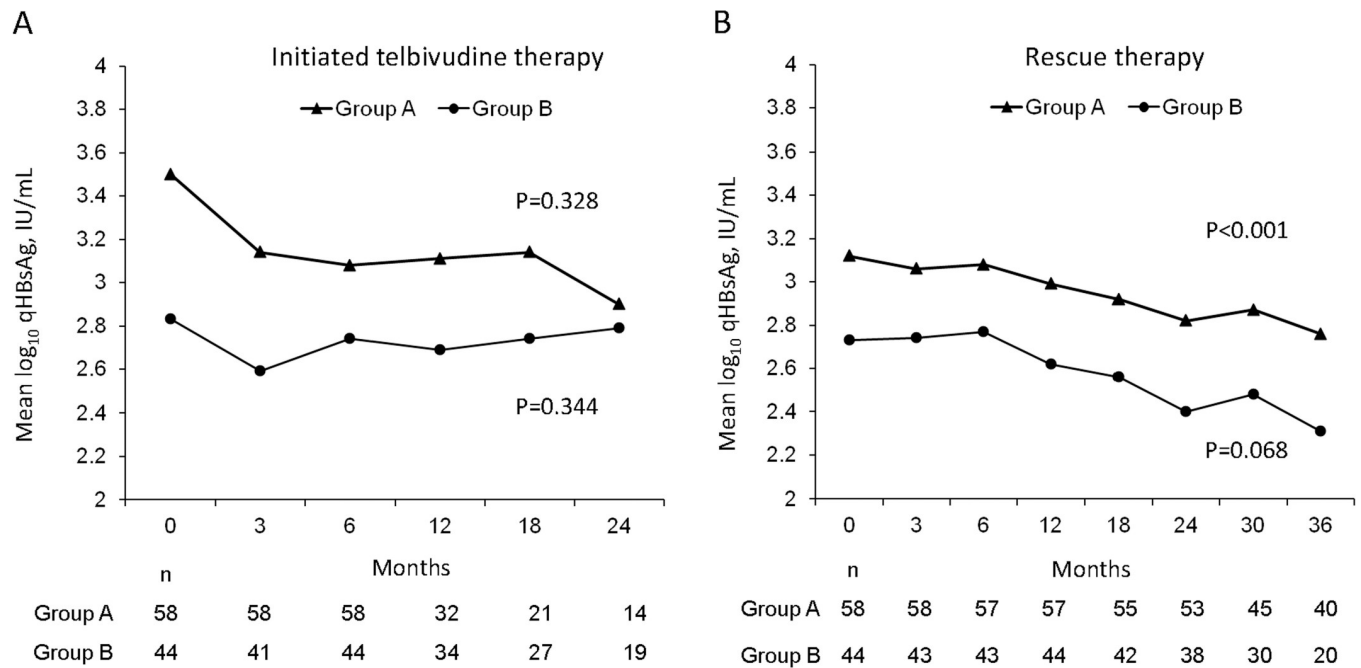 A
Initiated telbivudine therapy
Group A Group B
Mean log10 qHBsAg, IU/mL
4
3.8
3.6
3.4
3.2
3
2.8
2.6
2.4
2.2
2
P=0.328
P=0.344
0 3 6 12 18 24
n Months
Group A 58 58 58 32 21 14
Group B 44 41 44 34 27 19
B
Rescue therapy
Group A Group B
Mean log10 qHBsAg, IU/mL
4
3.8
3.6
3.4
3.2
3
2.8
2.6
2.4
2.2
2
P<0.001
P=0.068
0 3 6 12 18 24 30 36
n Months
Group A 58 58 57 57 55 53 45 40
Group B 44 43 43 44 42 38 30 20